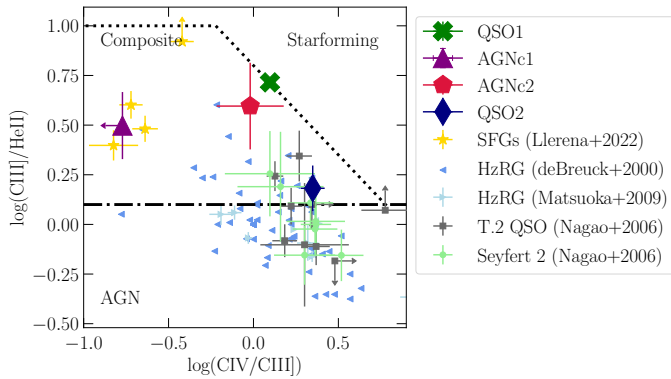 1.00
0.75
0.50
0.25
0.00
−0.25
−0.50
log(CIII]/HeII)
Composite
Starforming
AGN
−1.0
−0.5
0.0
0.5
log(CIV/CIII])
QSO1
AGNc1
AGNc2
QSO2
SFGs (Llerena+2022)
HzRG (deBreuck+2000)
HzRG (Matsuoka+2009)
T.2 QSO (Nagao+2006)
Seyfert 2 (Nagao+2006)